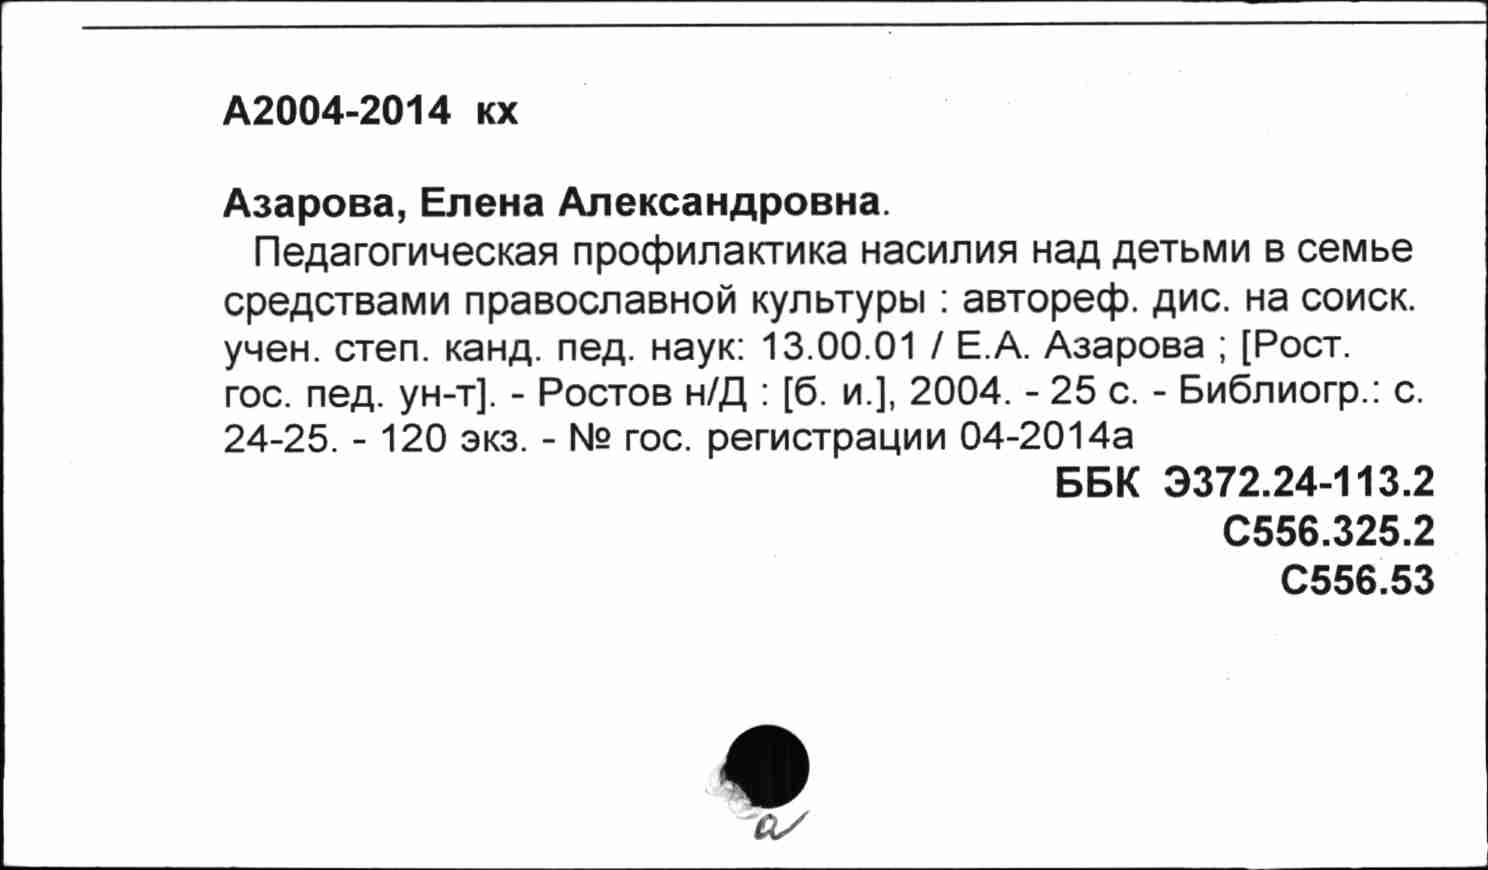 А2004-2014 кх
Азарова, Елена Александровна.
Педагогическая профилактика насилия над детьми в семье
средствами православной культуры : автореф. дис. на соиск.
учен. степ. канд. пед. наук: 13.00.01 / Е.А. Азарова ; [Рост.
гос. пед. ун-т]. - Ростов н/Д : [б. и.], 2004. - 25 с. - Библиогр.: с.
24-25. - 120 экз. - № гос. регистрации 04-2014а
ББК Э372.24-113.2
С556.325.2
С556.53
а